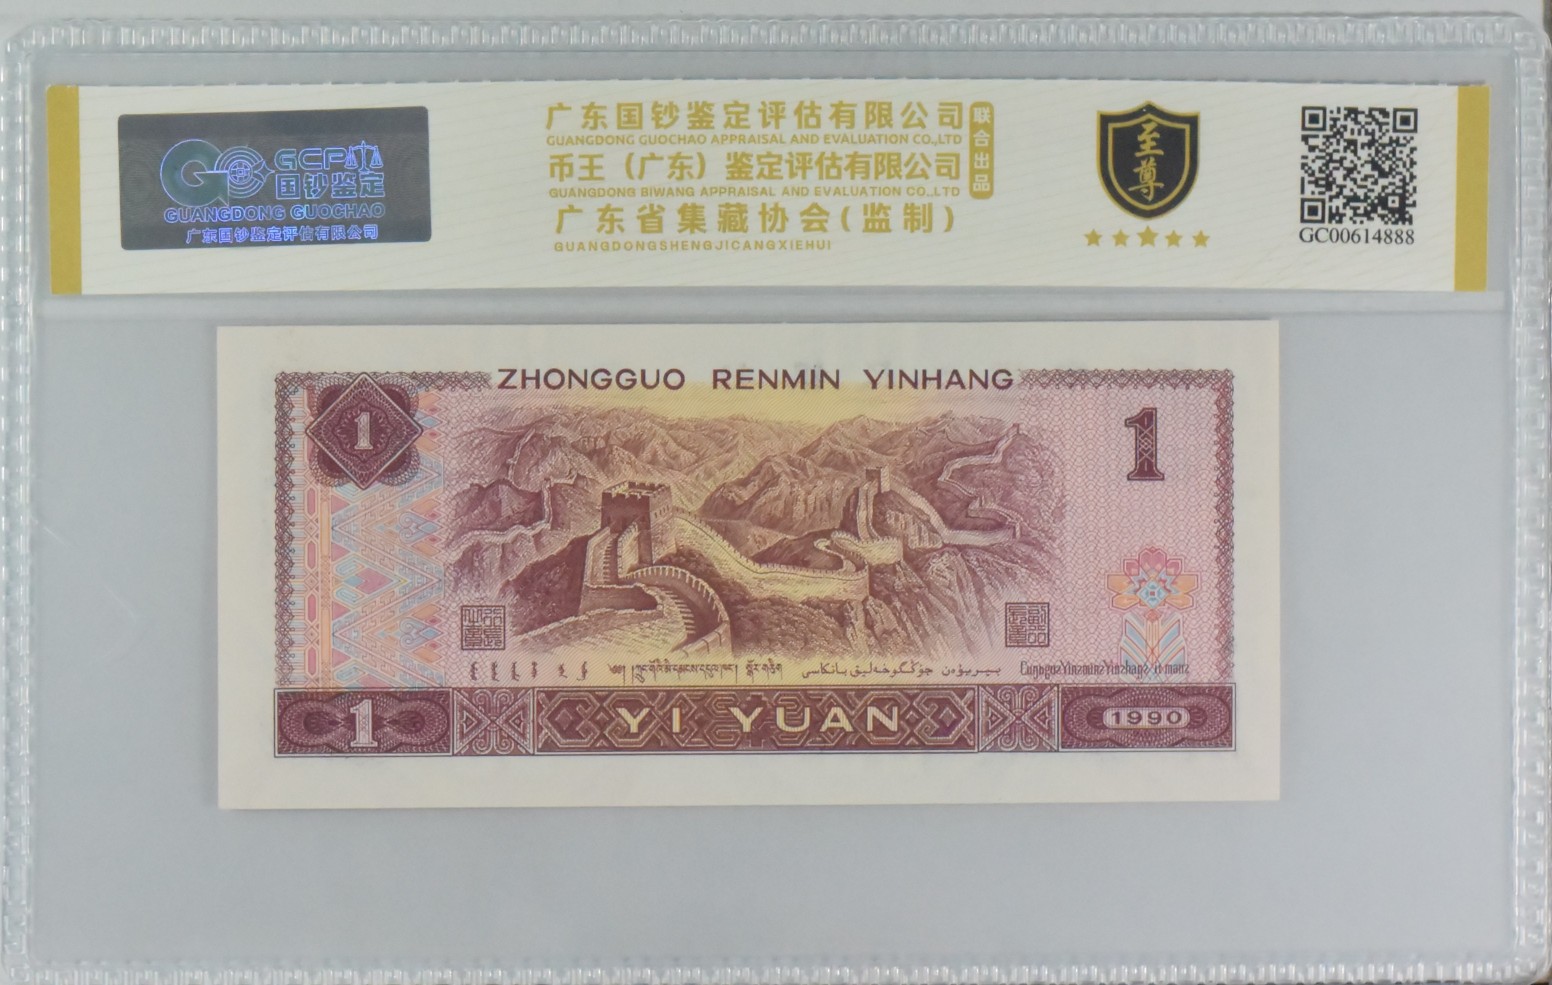 GCP
国钞鉴定
GUANGDONG GUOCHAO
广东国钞鉴定评估有限公司
广东国钞鉴定评估有限公司
GUANGDONG GUOCHAO APPRAISAL AND EVALUATION CO.,LTD
币王（广东）鉴定评估有限公司
GUANGDONG BIWANG APPRAISAL AND EVALUATION CO.,LTD
广东省集藏协会(监制)
GUANGDONGSHENGJICANGXIEHUI
联合出品
至尊
GC00614888
ZHONGGUO RENMIN YINHANG
1
1
1
YI YUAN
1990